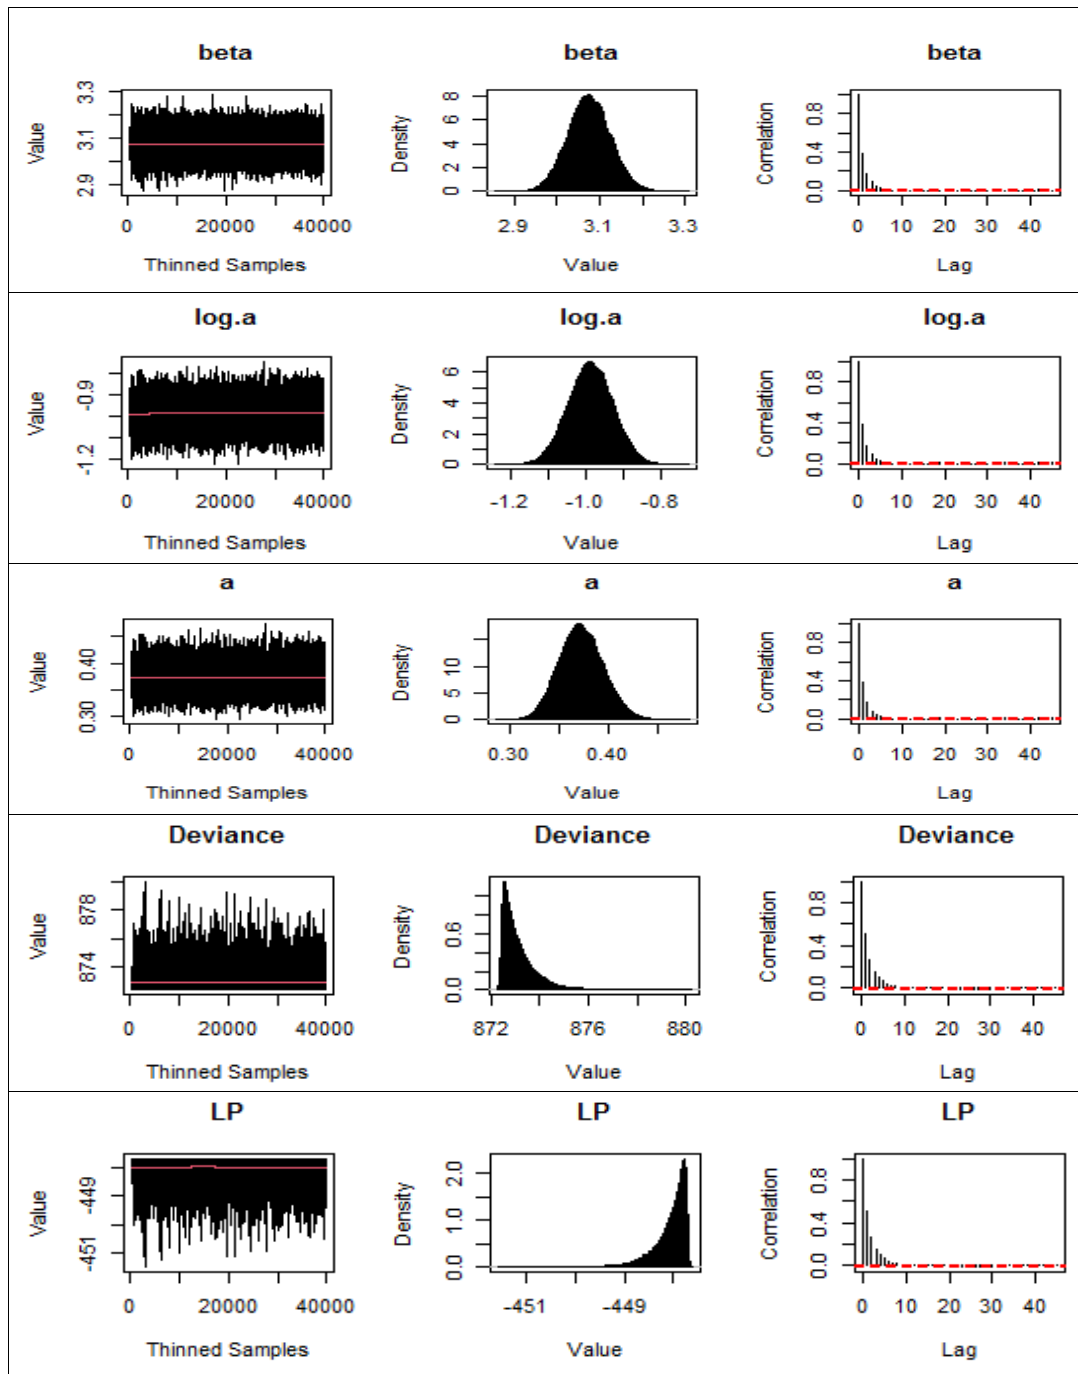 beta
beta
beta
Value
2.9 3.1 3.3
0 20000 40000
Thinned Samples
Density
0 2 4 6 8
2.9 3.1 3.3
Value
Correlation
0.0 0.4 0.8
0 10 20 30 40
Lag
log.a
log.a
log.a
Value
-1.2 -0.9
0 20000 40000
Thinned Samples
Density
0 2 4 6
-1.2 -1.0 -0.8
Value
Correlation
0.0 0.4 0.8
0 10 20 30 40
Lag
a
a
a
Value
0.30 0.40
0 20000 40000
Thinned Samples
Density
0 5 10
0.30 0.40
Value
Correlation
0.0 0.4 0.8
0 10 20 30 40
Lag
Deviance
Deviance
Deviance
Value
874 878
0 20000 40000
Thinned Samples
Density
0.0 0.6
872 876 880
Value
Correlation
0.0 0.4 0.8
0 10 20 30 40
Lag
LP
LP
LP
Value
-451 -449
0 20000 40000
Thinned Samples
Density
0.0 1.0 2.0
-451 -449
Value
Correlation
0.0 0.4 0.8
0 10 20 30 40
Lag